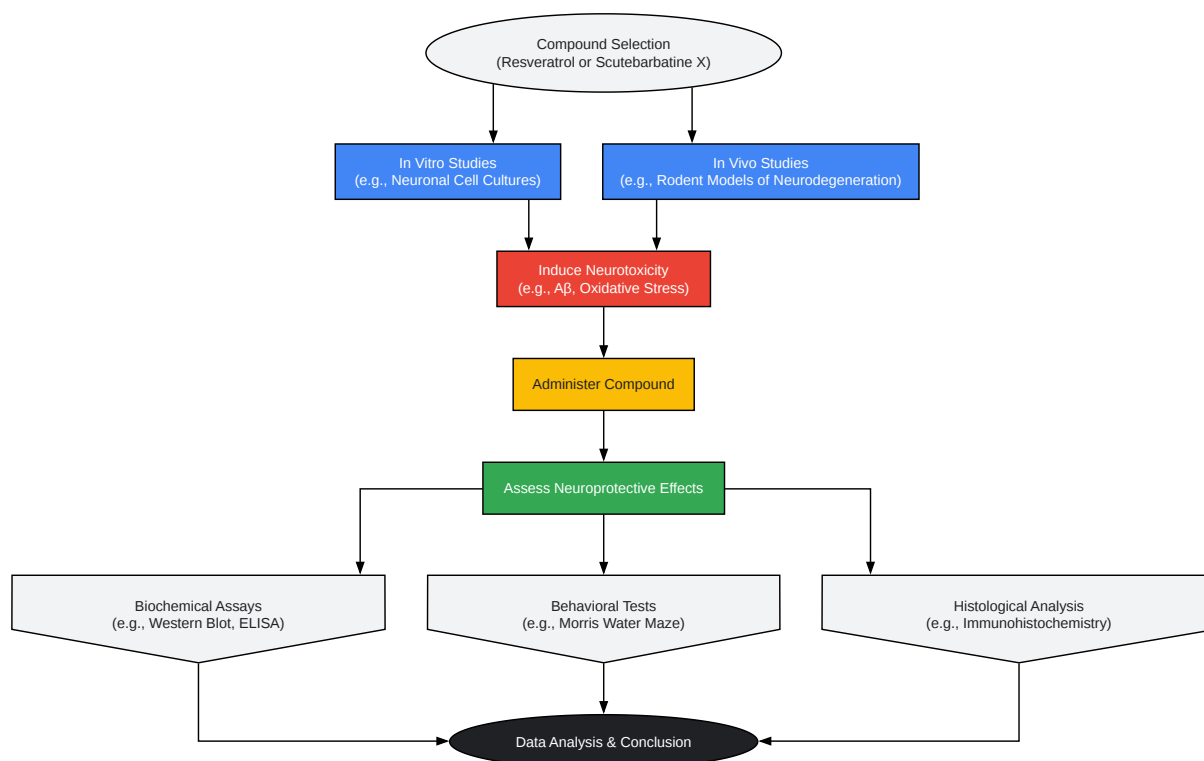 Compound Selection
(Resveratrol or Scutebarbatine X)
In Vitro Studies
(e.g., Neuronal Cell Cultures)
In Vivo Studies
(e.g., Rodent Models of Neurodegeneration)
Induce Neurotoxicity
(e.g., Aβ, Oxidative Stress)
Administer Compound
Assess Neuroprotective Effects
Biochemical Assays
(e.g., Western Blot, ELISA)
Behavioral Tests
(e.g., Morris Water Maze)
Histological Analysis
(e.g., Immunohistochemistry)
Data Analysis & Conclusion